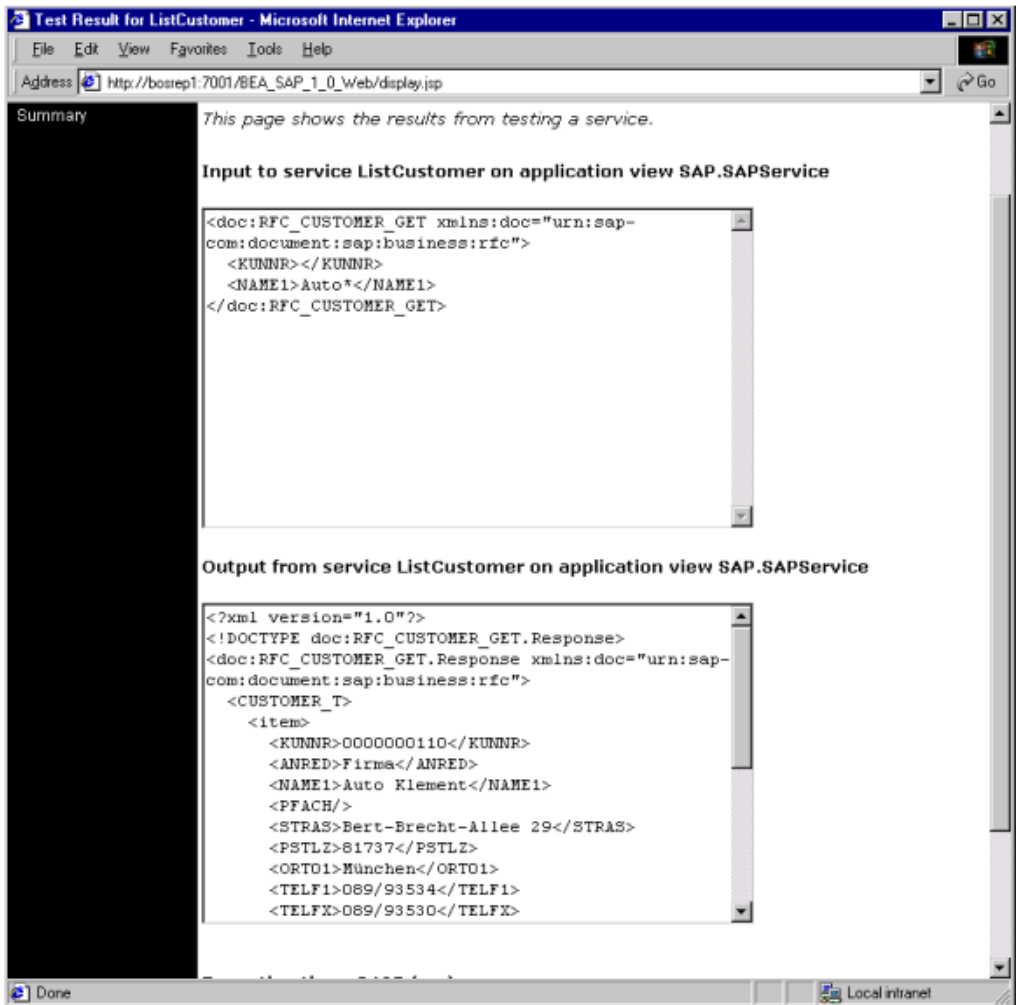 Test Result for ListCustomer - Microsoft Internet Explorer
File Edit View Favorites Tools Help
Address http://bosrep1:7001/BEA_SAP_1_0_Web/display.jsp Go
Summary
This page shows the results from testing a service.
Input to service ListCustomer on application view SAP.SAPService
<doc:RFC_CUSTOMER_GET xmlns:doc="urn:sap-
com:document:sap:business:rfc">
<KUNNR></KUNNR>
<NAME1>Auto*</NAME1>
</doc:RFC_CUSTOMER_GET>
Output from service ListCustomer on application view SAP.SAPService
<?xml version="1.0"?>
<!DOCTYPE doc:RFC_CUSTOMER_GET.Response>
<doc:RFC_CUSTOMER_GET.Response xmlns:doc="urn:sap-
com:document:sap:business:rfc">
<CUSTOMER_T>
<item>
<KUNNR>0000000110</KUNNR>
<ANRED>Firma</ANRED>
<NAME1>Auto Klement</NAME1>
<PFACH/>
<STRAS>Bert-Brecht-Allee 29</STRAS>
<PSTLZ>81737</PSTLZ>
<ORT01>München</ORT01>
<TELF1>089/93534</TELF1>
<TELFX>089/93530</TELFX>
Done Local intranet